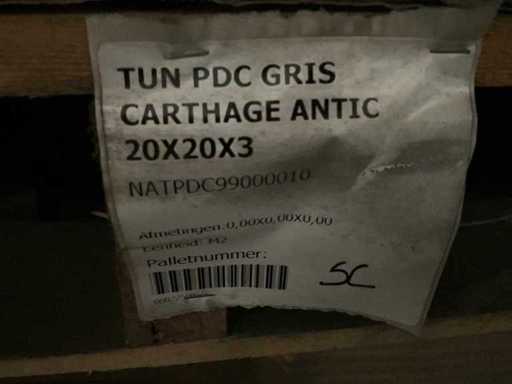 TUN PDC GRIS
CARTHAGE ANTIC
20X20X3
NATPDC99000010
Afmetingen:0,00X0,00X0,00
Eenheid: M2
Palletnummer:
SC